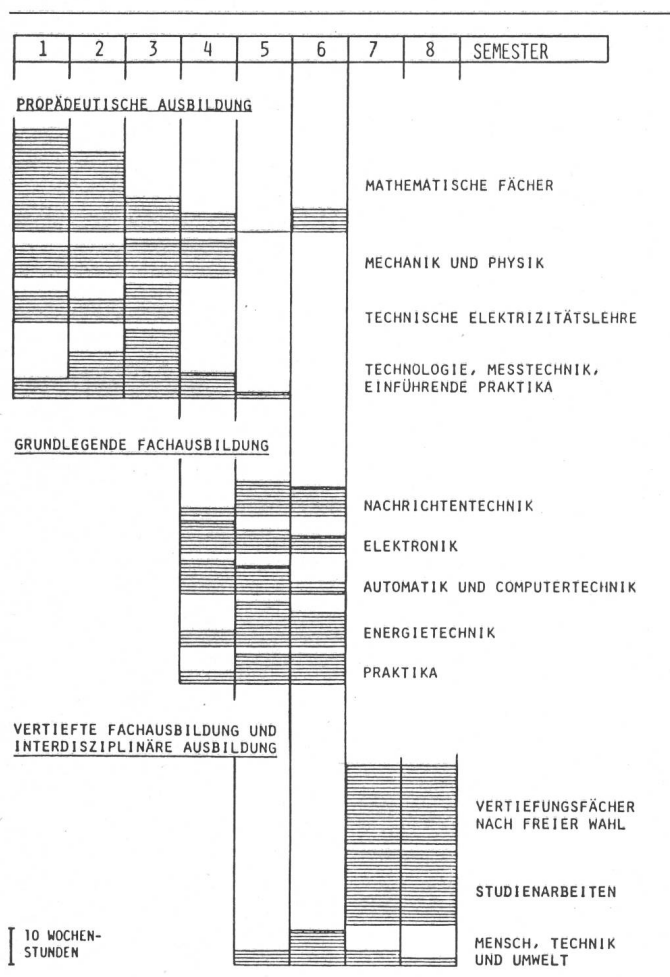 1 2 3 4 5 6 7 8 SEMESTER
PROPÄDEUTISCHE AUSBILDUNG
MATHEMATISCHE FÄCHER
MECHANIK UND PHYSIK
TECHNISCHE ELEKTRIZITÄTSLEHRE
TECHNOLOGIE, MESSTECHNIK,
EINFÜHRENDE PRAKTIKA
GRUNDLEGENDE FACHAUSBILDUNG
NACHRICHTENTECHNIK
ELEKTRONIK
AUTOMATIK UND COMPUTERTECHNIK
ENERGIETECHNIK
PRAKTIKA
VERTIEFTE FACHAUSBILDUNG UND
INTERDISZIPLINÄRE AUSBILDUNG
VERTIEFUNGSFÄCHER
NACH FREIER WAHL
STUDIENARBEITEN
10 WOCHEN-
STUNDEN
MENSCH, TECHNIK
UND UMWELT